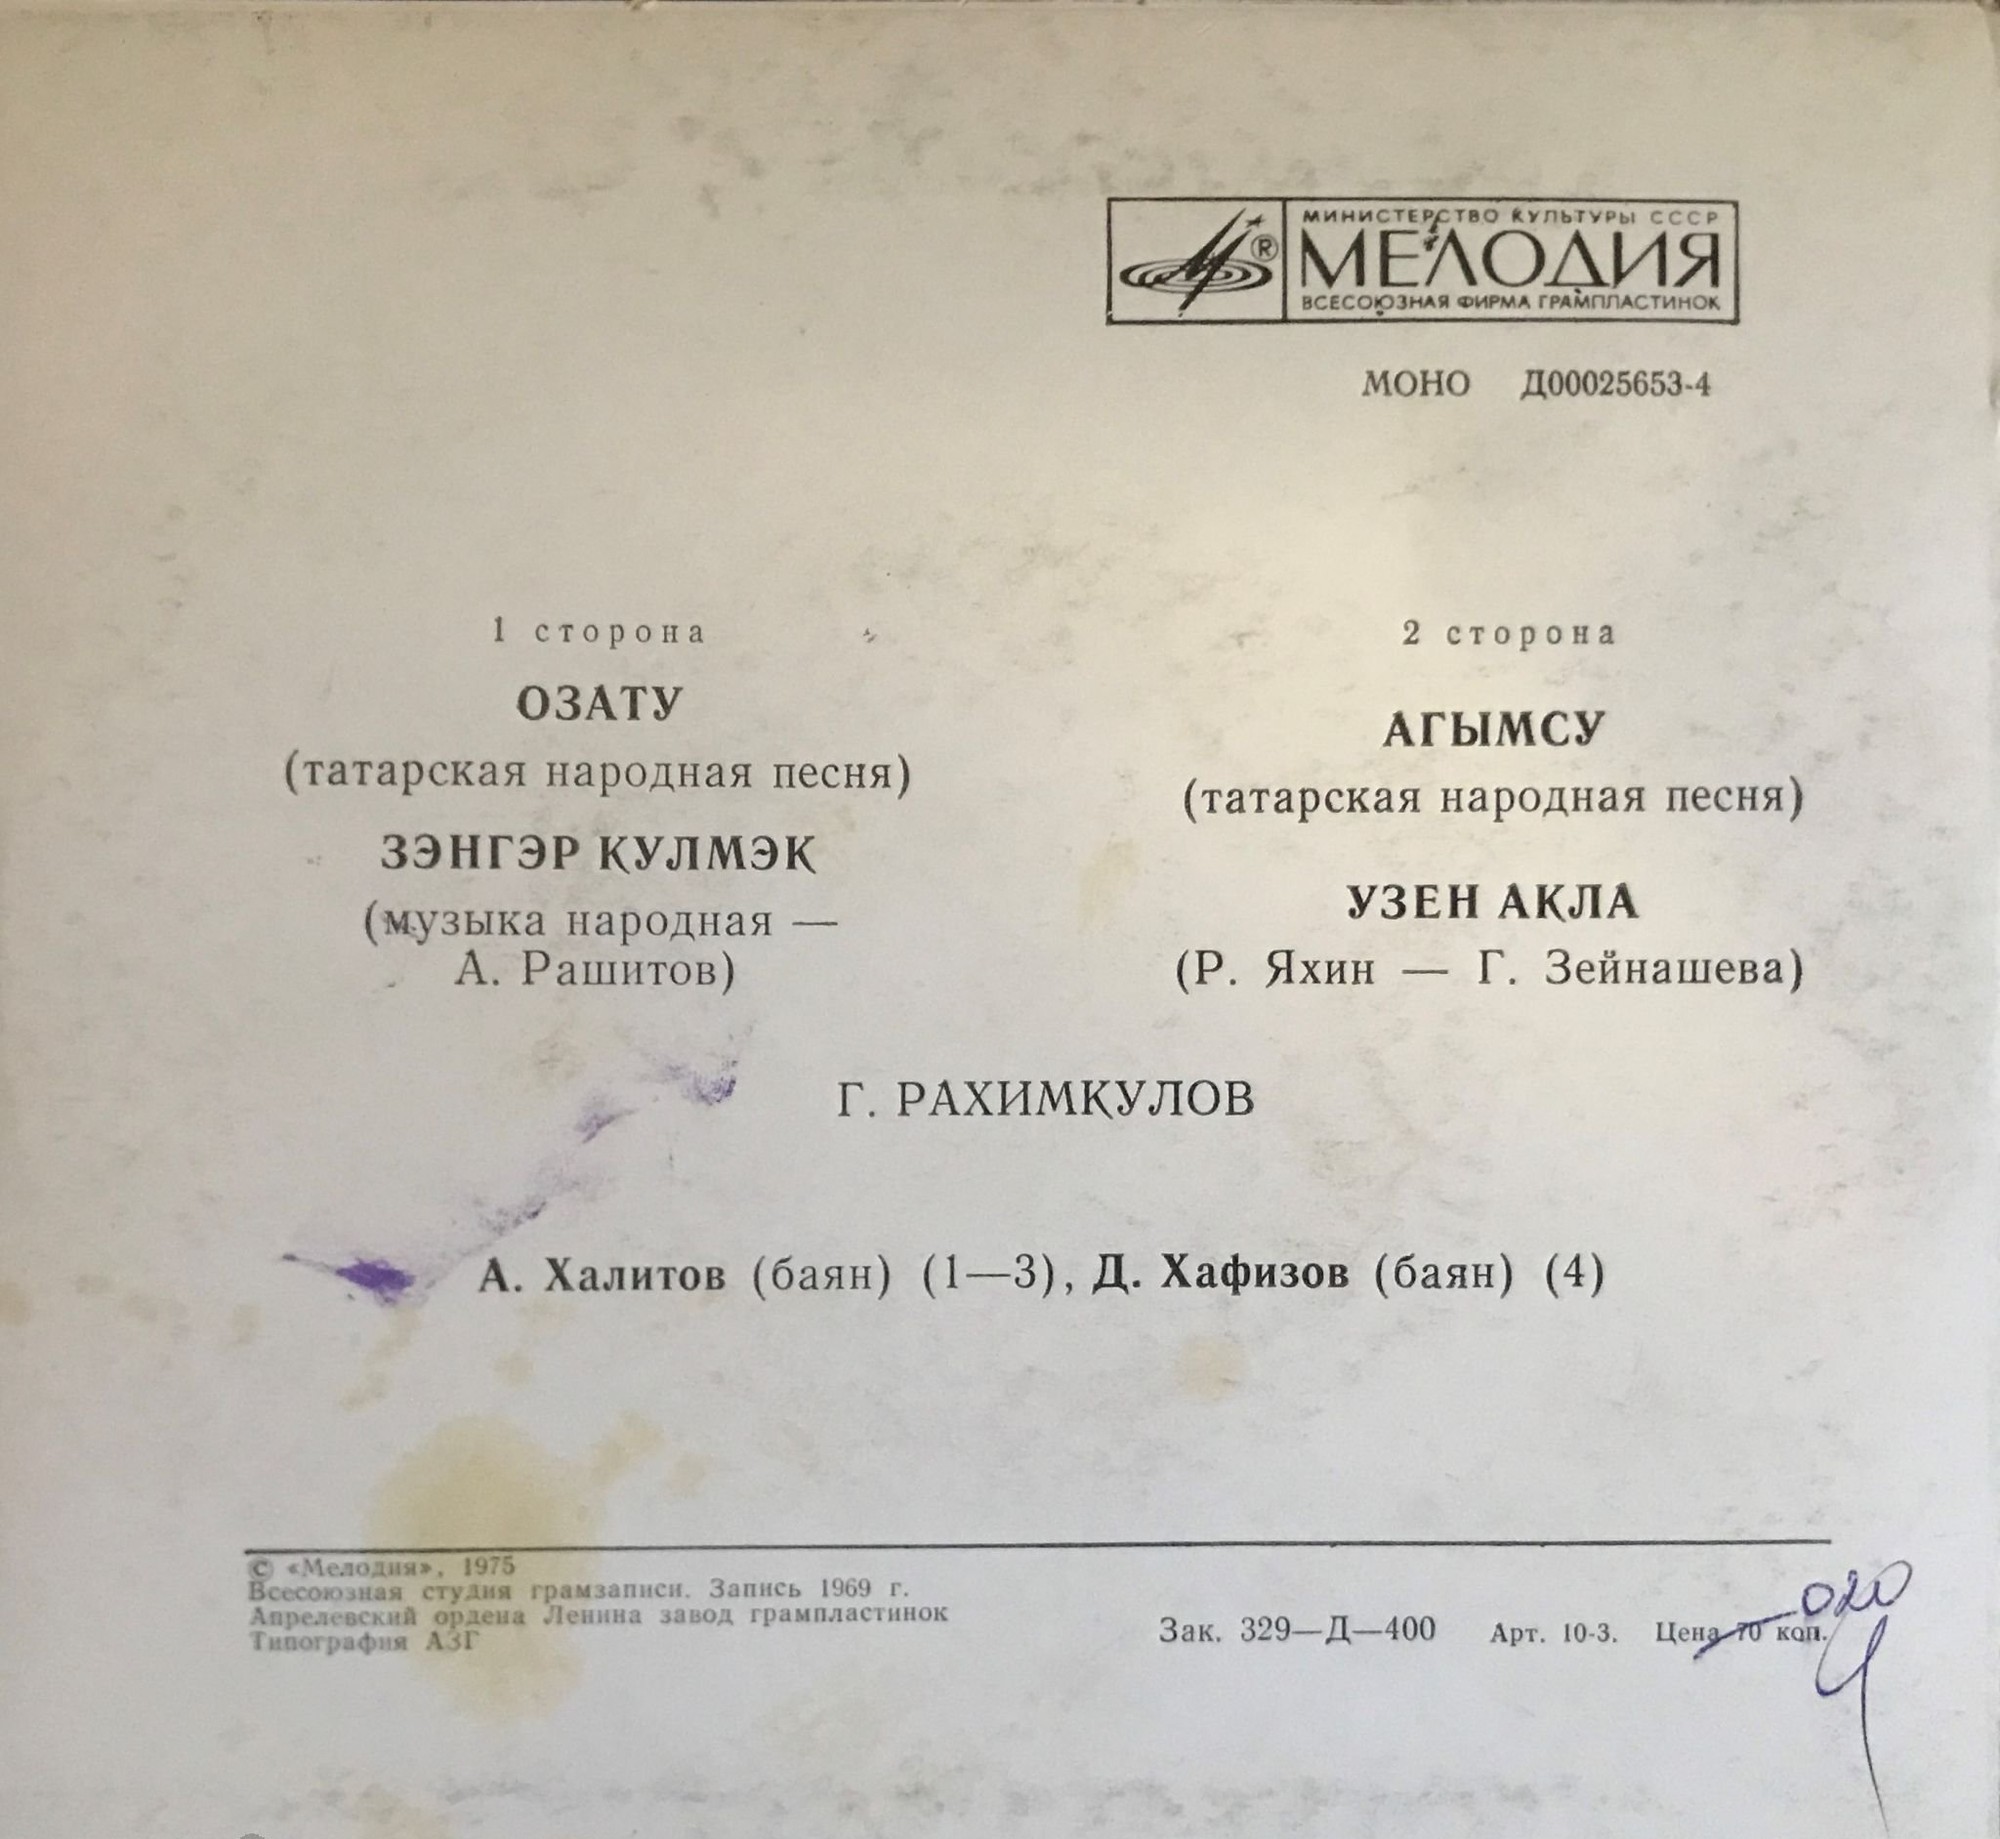 МИНИСТЕРСТВО КУЛЬТУРЫ СССР
МЕЛОДИЯ
ВСЕСОЮЗНАЯ ФИРМА ГРАМПЛАСТИНОК
®
МОНО Д00025653-4
1 сторона
ОЗАТУ
(татарская народная песня)
ЗЭНГЭР КУЛМЭК
(музыка народная —
А. Рашитов)
2 сторона
АГЫМСУ
(татарская народная песня)
УЗЕН АКЛА
(Р. Яхин — Г. Зейнашева)
Г. РАХИМКУЛОВ
А. Халитов (баян) (1—3), Д. Хафизов (баян) (4)
© «Мелодия», 1975
Всесоюзная студия грамзаписи. Запись 1969 г.
Апрелевский ордена Ленина завод грампластинок
Типография АЗГ
Зак. 329—Д—400 Арт. 10-3. Цена 70 коп.